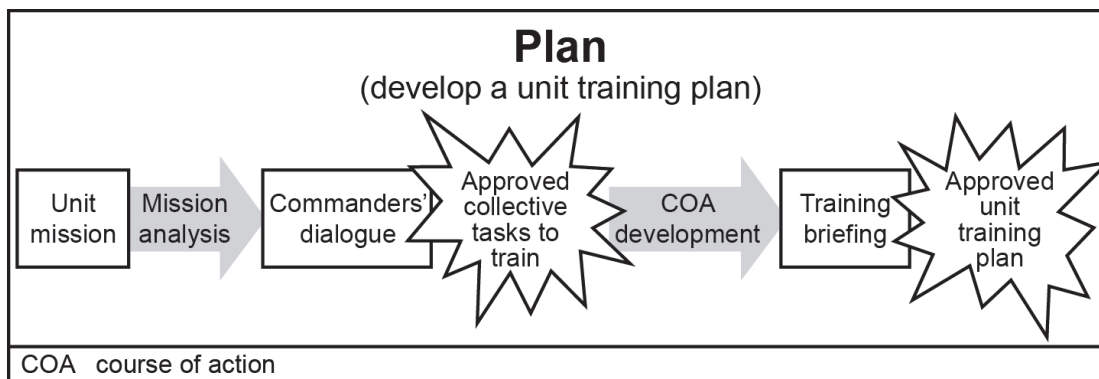 Plan
(develop a unit training plan)
Unit
mission
Mission
analysis
Commanders’
dialogue
Approved
collective
tasks to
train
COA
development
Training
briefing
Approved
unit
training
plan
COA course of action